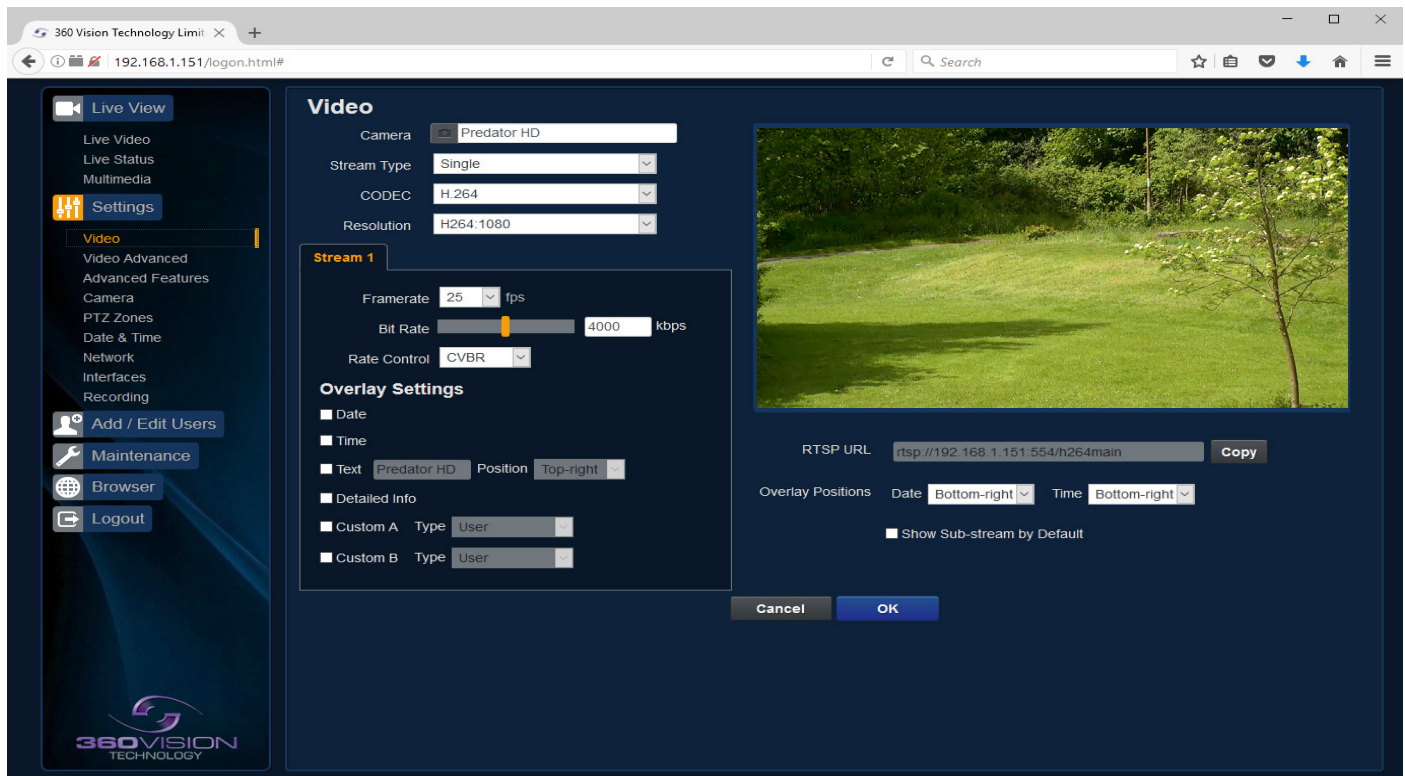 360 Vision Technology Limit
192.168.1.151/logon.html#
Search
Live View
Live Video
Live Status
Multimedia
Settings
Video
Video Advanced
Advanced Features
Camera
PTZ Zones
Date & Time
Network
Interfaces
Recording
Add / Edit Users
Maintenance
Browser
Logout
360VISION
TECHNOLOGY
Video
Camera Predator HD
Stream Type Single
CODEC H.264
Resolution H264:1080
Stream 1
Framerate 25 fps
Bit Rate 4000 kbps
Rate Control CVBR
Overlay Settings
Date
Time
Text Predator HD Position Top-right
Detailed Info
Custom A Type User
Custom B Type User
RTSP URL rtsp://192.168.1.151:554/h264main Copy
Overlay Positions Date Bottom-right Time Bottom-right
Show Sub-stream by Default
Cancel OK